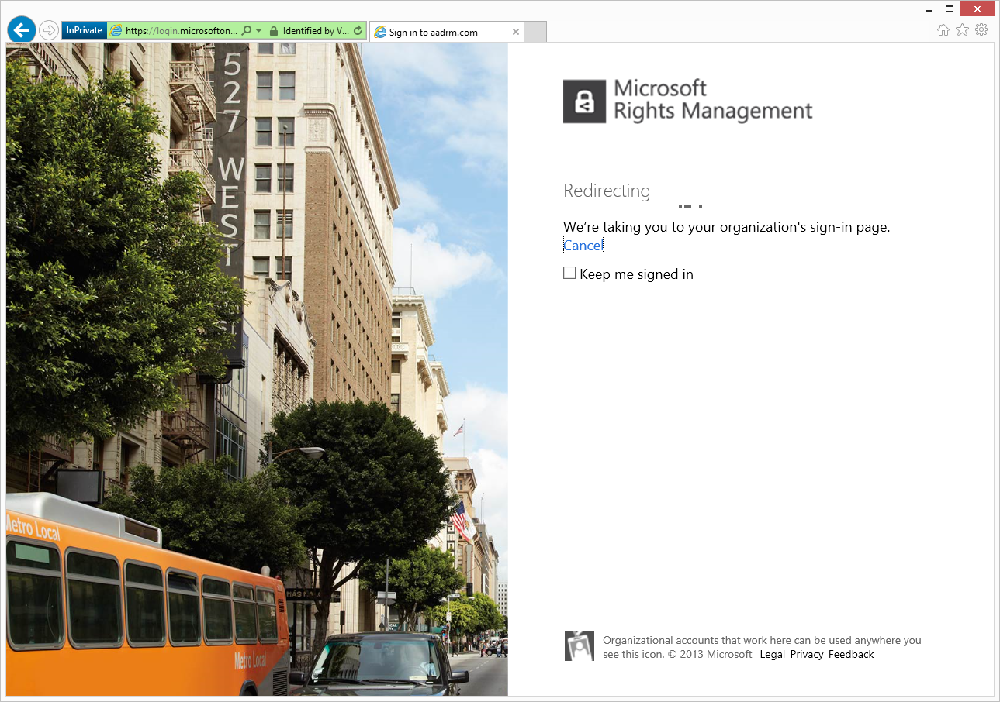 InPrivate
https://login.microsofton...
Identified by V...
Sign in to aadrm.com
527 WEST
Metro Local
Metro Local
Microsoft
Rights Management
Redirecting
We're taking you to your organization's sign-in page.
Cancel
Keep me signed in
Organizational accounts that work here can be used anywhere you
see this icon. © 2013 Microsoft Legal Privacy Feedback